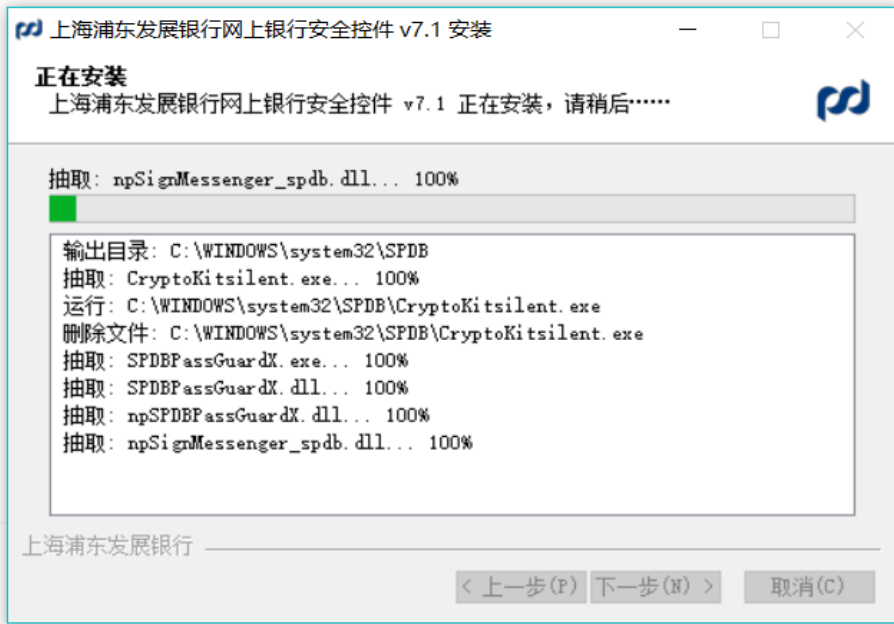 上海浦东发展银行网上银行安全控件 v7.1 安装
正在安装
上海浦东发展银行网上银行安全控件 v7.1 正在安装，请稍后……
抽取: npSignMessenger_spdb.dll... 100%
输出目录: C:\WINDOWS\system32\SPDB
抽取: CryptoKitsilent.exe... 100%
运行: C:\WINDOWS\system32\SPDB\CryptoKitsilent.exe
删除文件: C:\WINDOWS\system32\SPDB\CryptoKitsilent.exe
抽取: SPDBPassGuardX.exe... 100%
抽取: SPDBPassGuardX.dll... 100%
抽取: npSPDBPassGuardX.dll... 100%
抽取: npSignMessenger_spdb.dll... 100%
上海浦东发展银行
< 上一步(P) 下一步(N) > 取消(C)